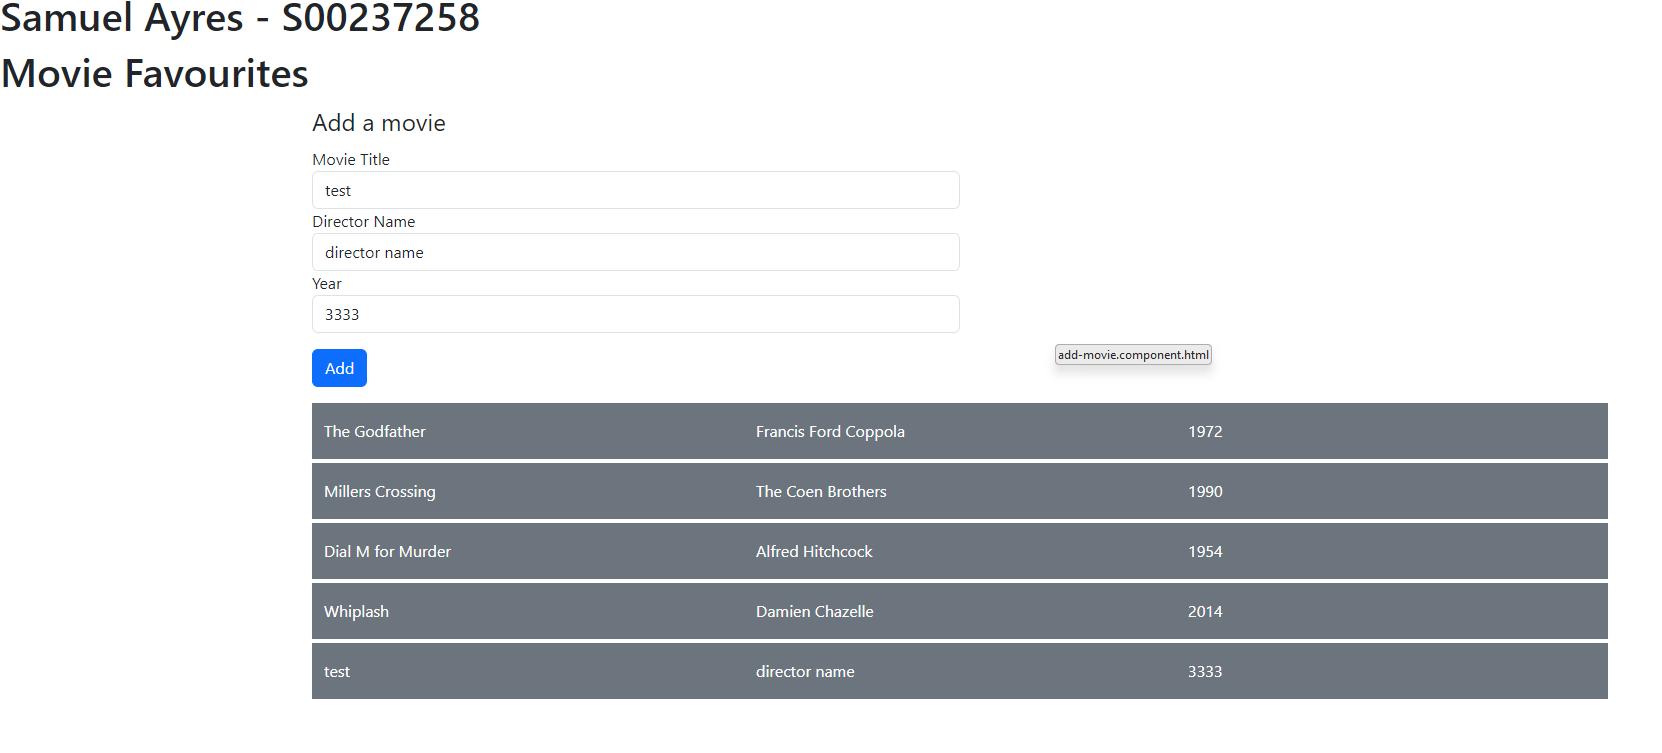 Samuel Ayres - S00237258
Movie Favourites
Add a movie
Movie Title
test
Director Name
director name
Year
3333
add-movie.component.html
Add
The Godfather Francis Ford Coppola 1972
Millers Crossing The Coen Brothers 1990
Dial M for Murder Alfred Hitchcock 1954
Whiplash Damien Chazelle 2014
test director name 3333